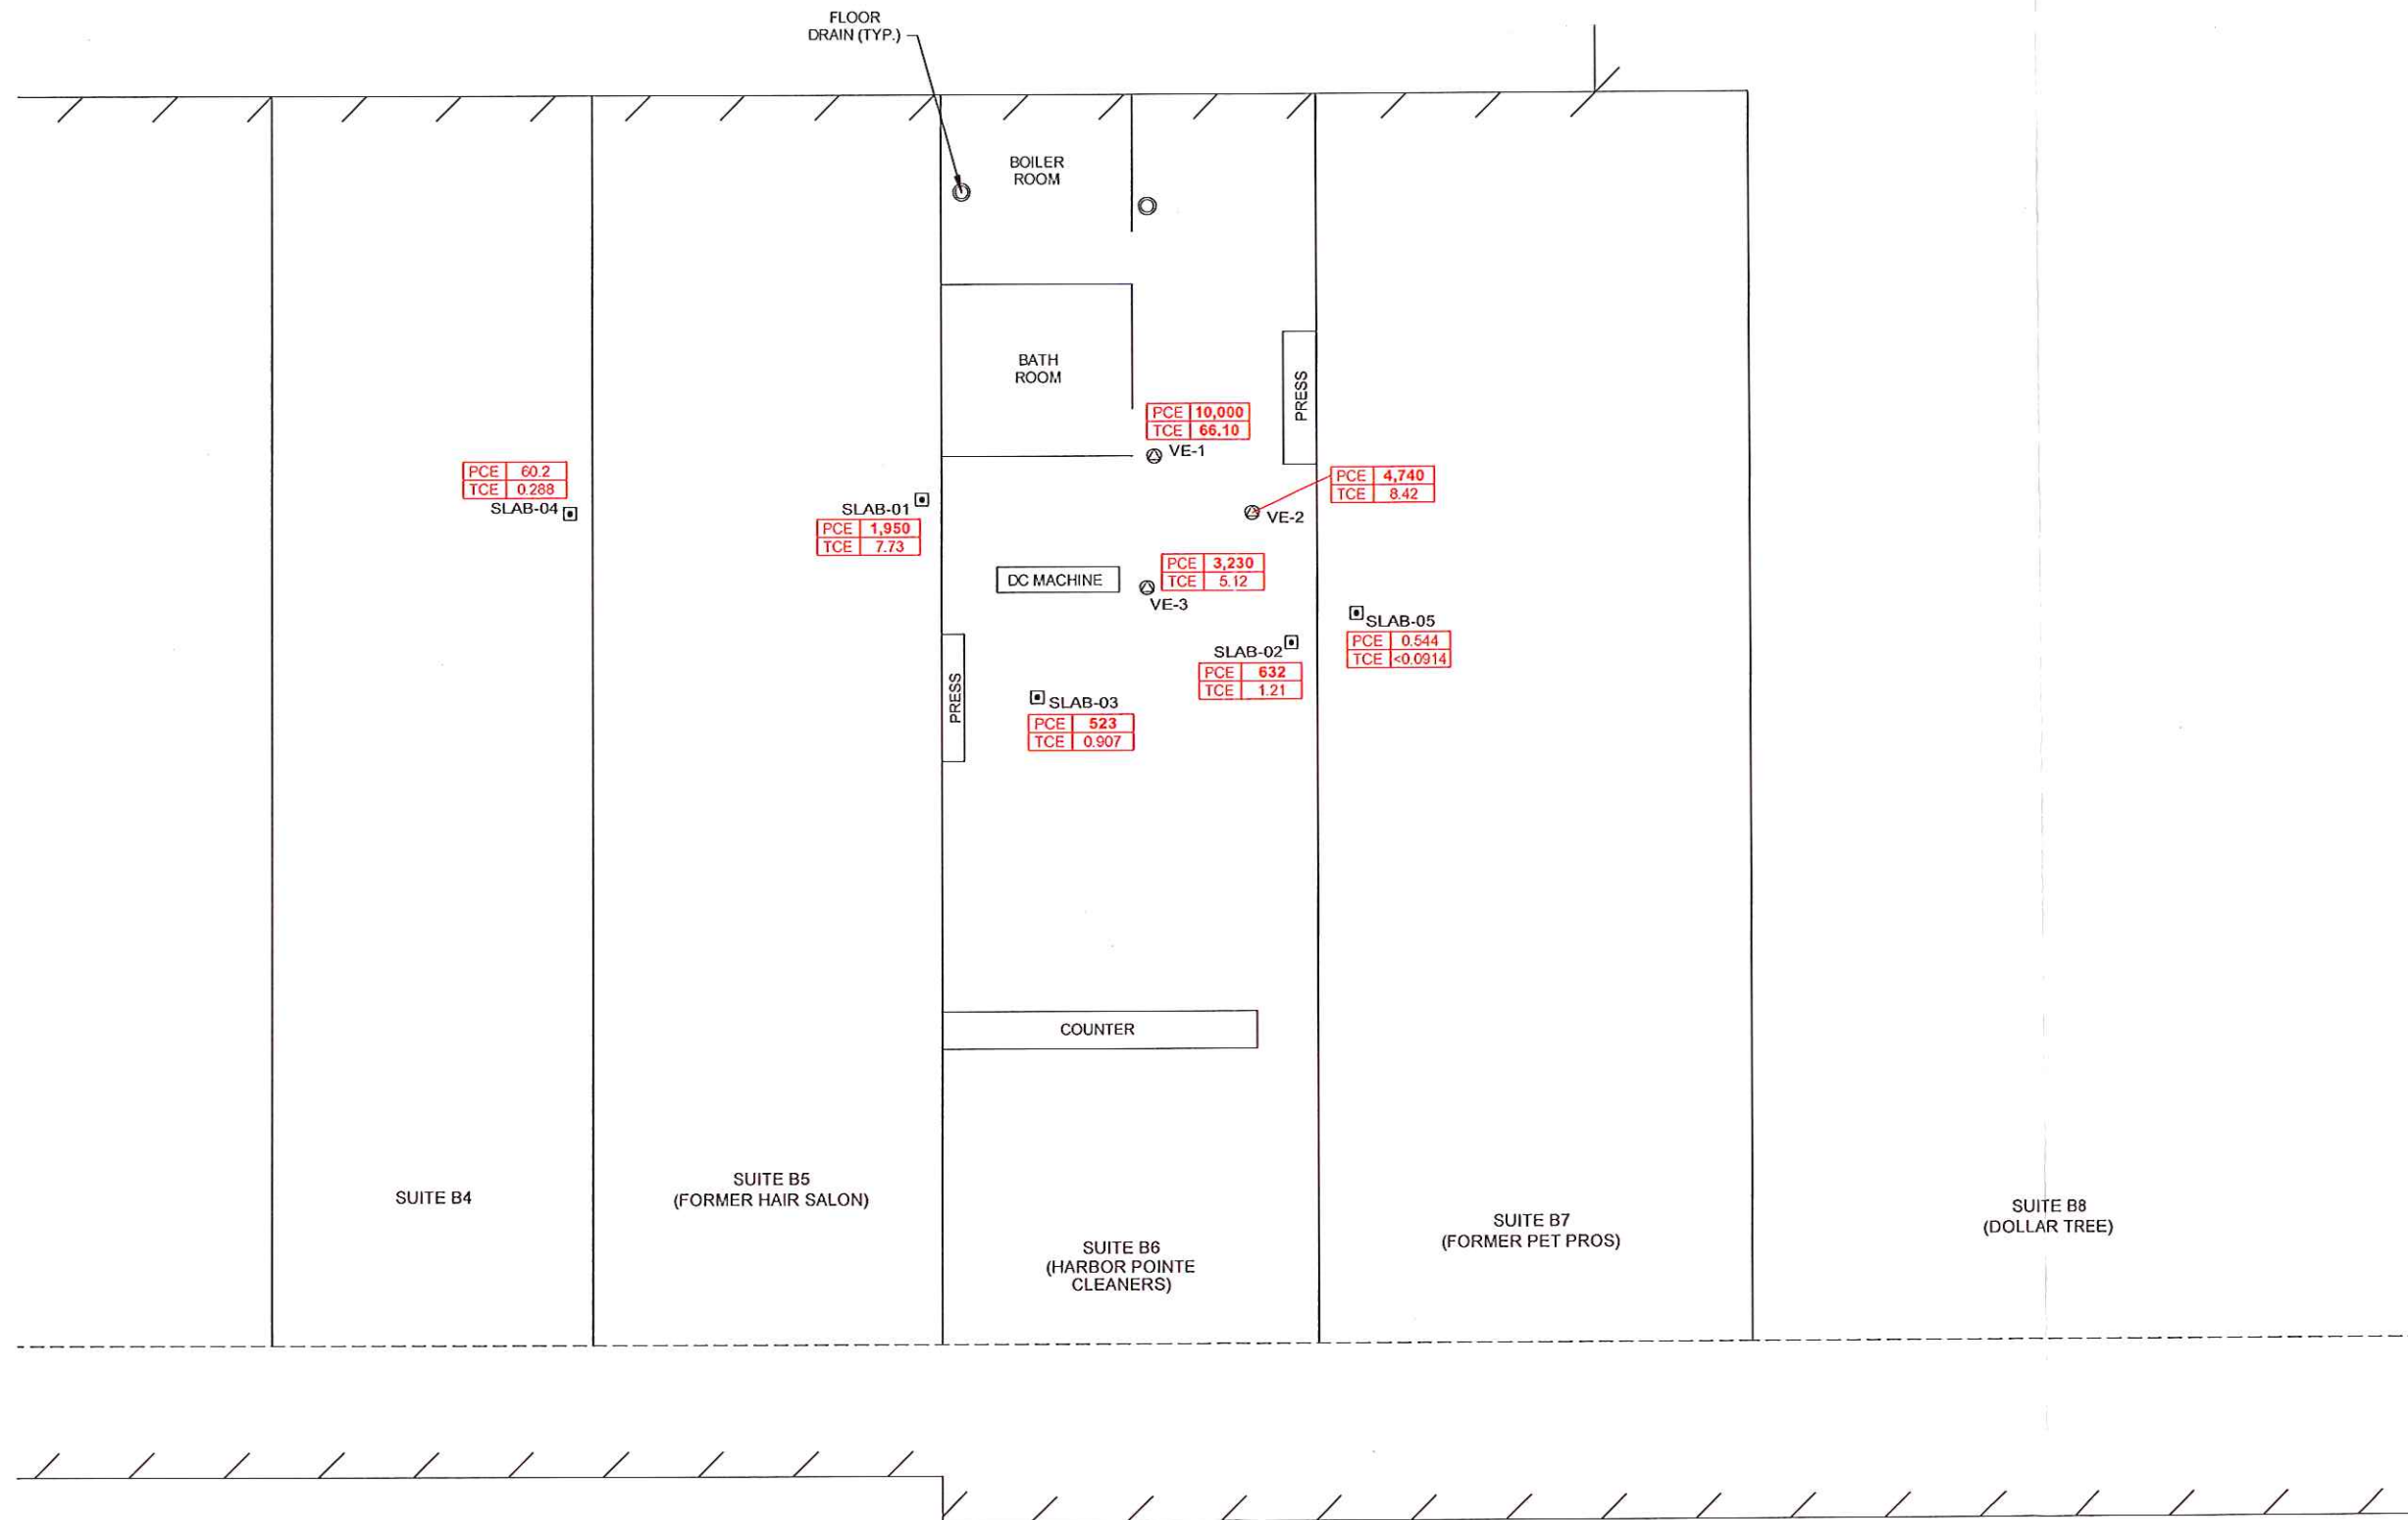 FLOOR
DRAIN (TYP.)
BOILER
ROOM
BATH
ROOM
PRESS
PCE 10,000
TCE 66.10
VE-1
PCE 60.2
TCE 0.288
SLAB-04
SLAB-01
PCE 1,950
TCE 7.73
PCE 4,740
TCE 8.42
VE-2
DC MACHINE
PCE 3,230
TCE 5.12
VE-3
SLAB-05
PCE 0.544
TCE <0.0914
SLAB-02
PCE 632
TCE 1.21
PRESS
SLAB-03
PCE 523
TCE 0.907
COUNTER
SUITE B4
SUITE B5
(FORMER HAIR SALON)
SUITE B6
(HARBOR POINTE
CLEANERS)
SUITE B7
(FORMER PET PROS)
SUITE B8
(DOLLAR TREE)